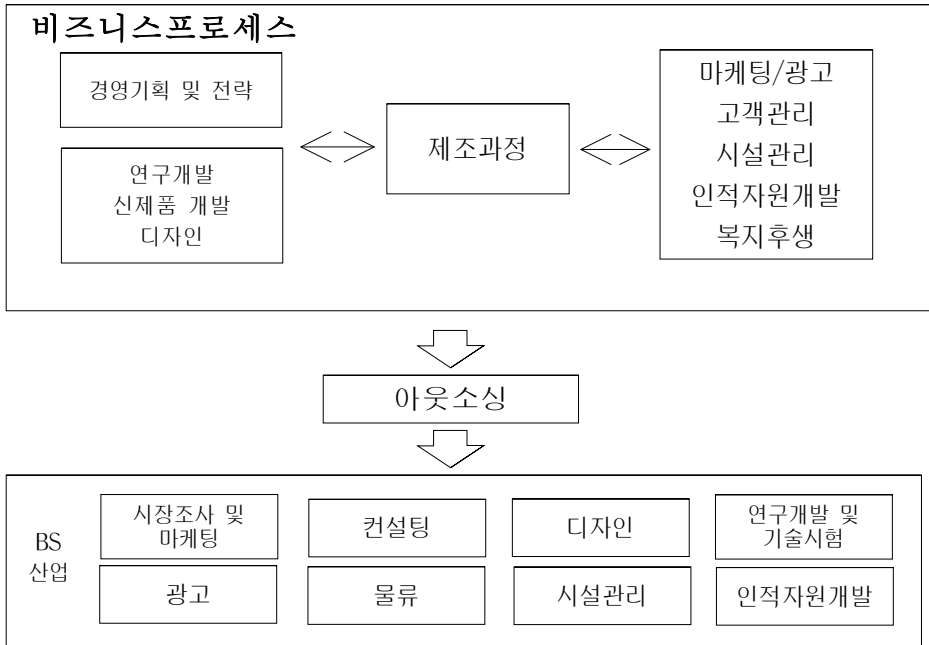 비즈니스프로세스
경영기획 및 전략
연구개발
신제품 개발
디자인
제조과정
마케팅/광고
고객관리
시설관리
인적자원개발
복지후생
아웃소싱
BS
산업
시장조사 및
마케팅
컨설팅
디자인
연구개발 및
기술시험
광고
물류
시설관리
인적자원개발